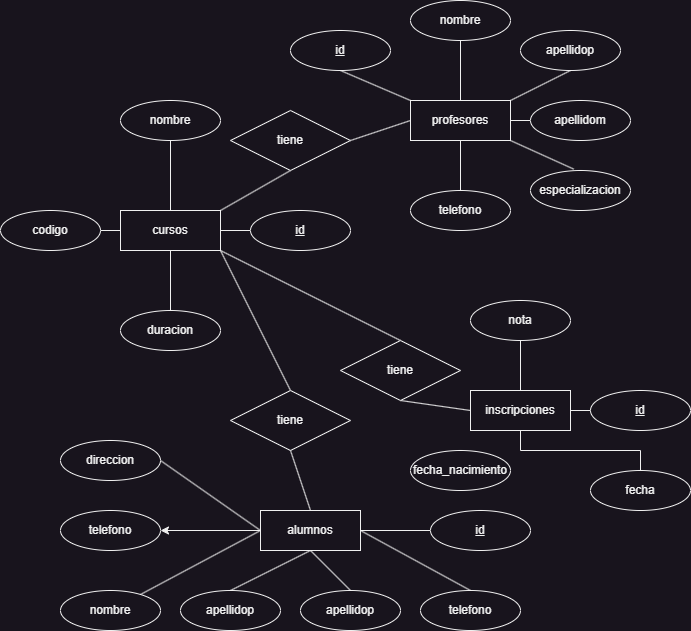 nombre
id
apellidop
nombre
tiene
profesores
apellidom
especializacion
telefono
codigo
cursos
id
duracion
nota
tiene
inscripciones
id
tiene
direccion
fecha_nacimiento
fecha
telefono
alumnos
id
nombre
apellidop
apellidop
telefono